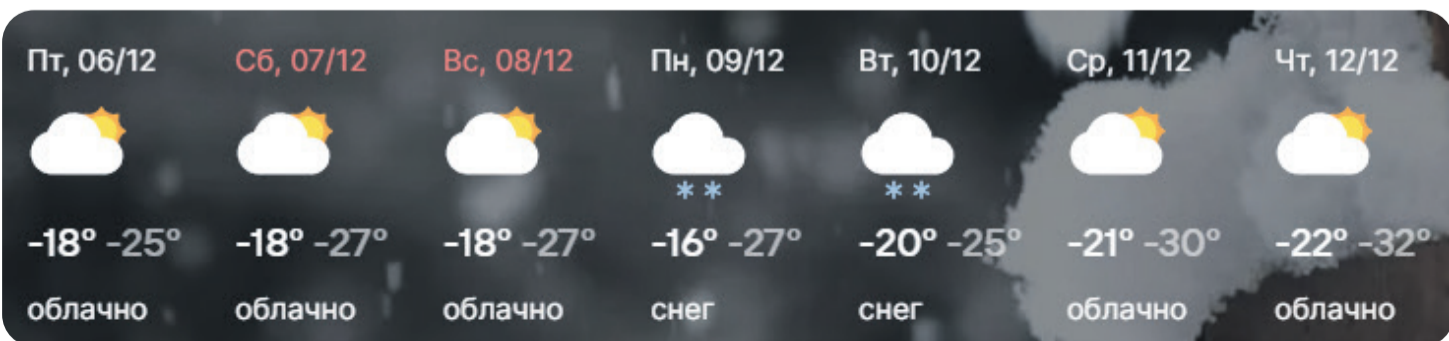 Пт, 06/12 Сб, 07/12 Вс, 08/12 Пн, 09/12 Вт, 10/12 Ср, 11/12 Чт, 12/12
-18° -25° -18° -27° -18° -27° -16° -27° -20° -25° -21° -30° -22° -32°
облачно облачно облачно снег снег облачно облачно